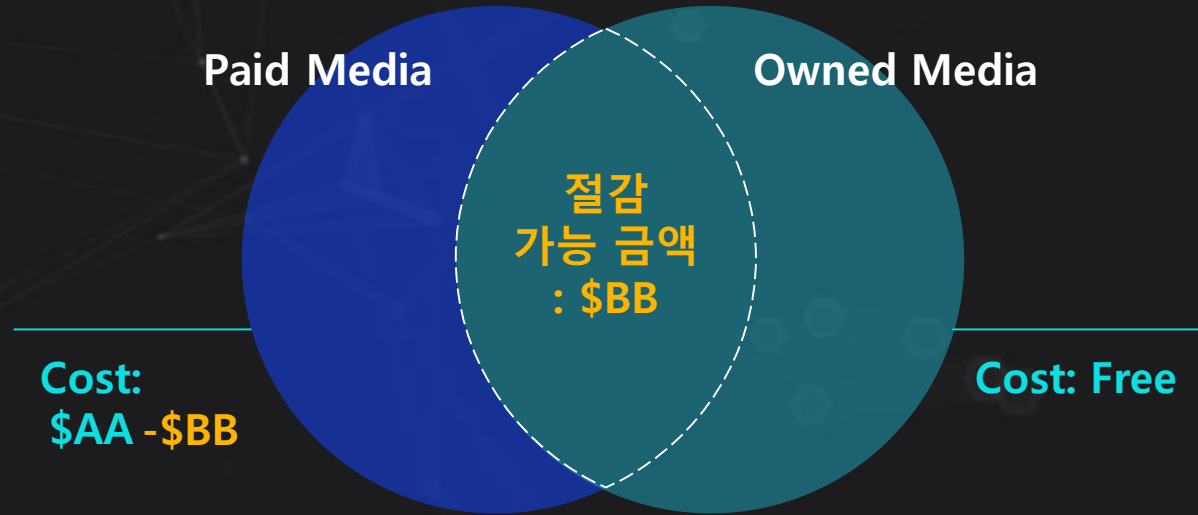 Paid Media
Owned Media
절감
가능 금액
: $BB
Cost:
$AA -$BB
Cost: Free